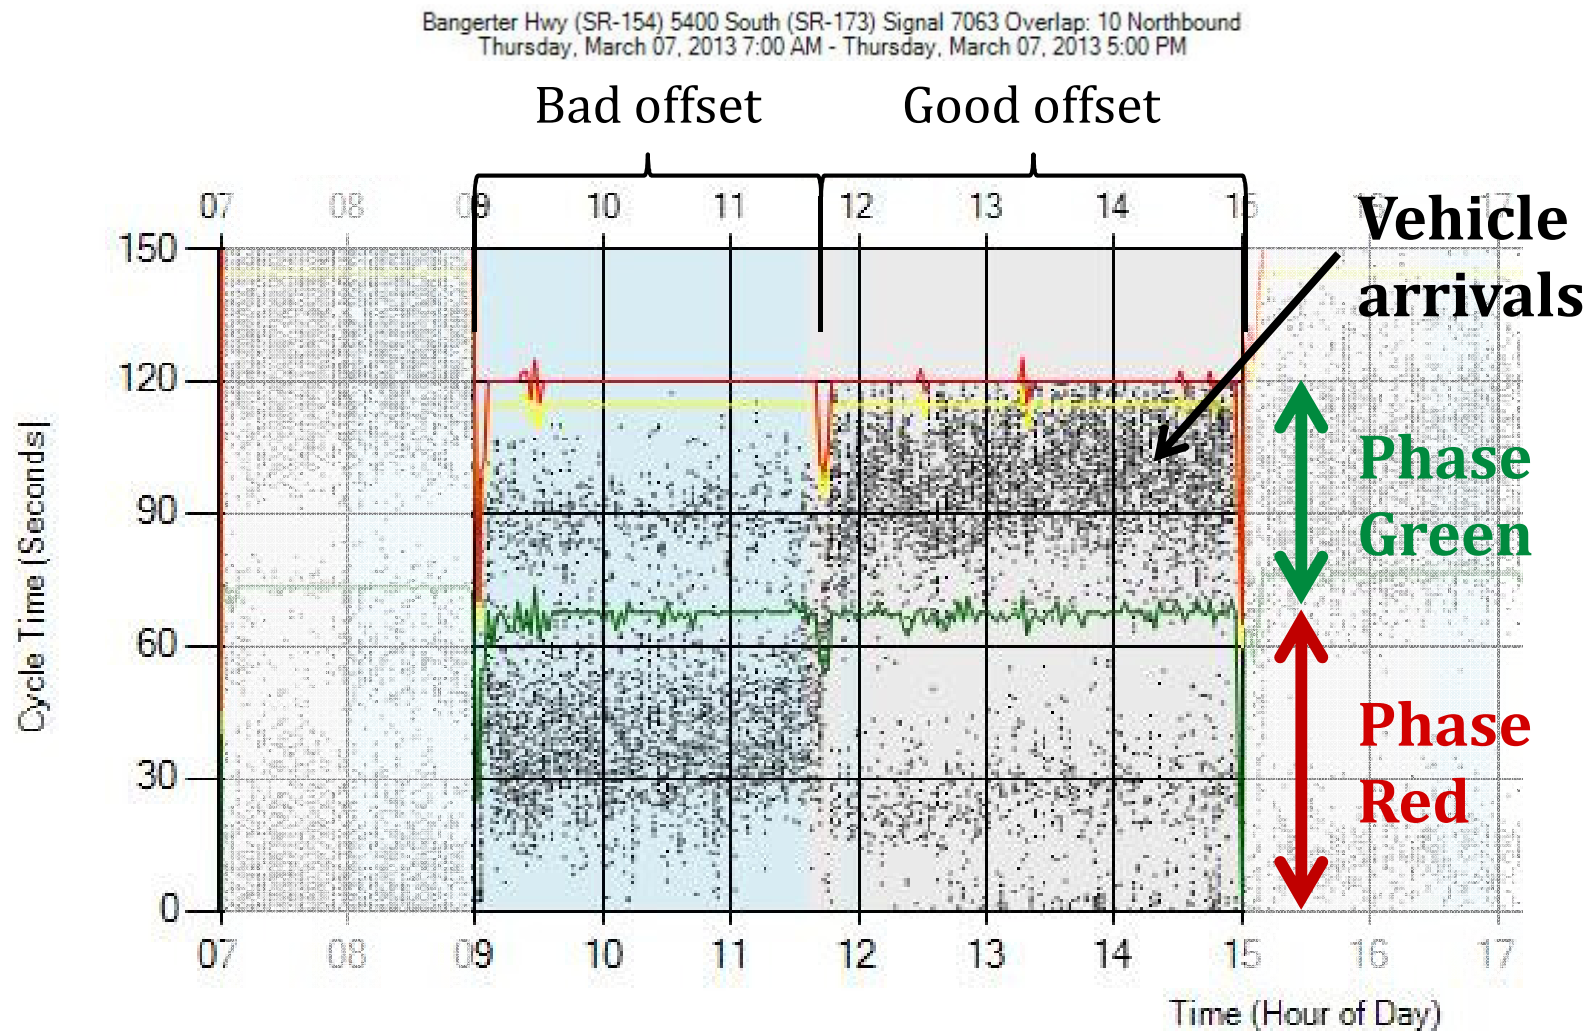 Bangerter Hwy (SR-154) 5400 South (SR-173) Signal 7063 Overlap: 10 Northbound
Thursday, March 07, 2013 7:00 AM - Thursday, March 07, 2013 5:00 PM
Bad offset Good offset
07 08 09 10 11 12 13 14 15 16 17
Vehicle
arrivals
150
120
90
60
30
0
Cycle Time (Seconds)
Phase
Green
Phase
Red
07 08 09 10 11 12 13 14 15 16 17
Time (Hour of Day)